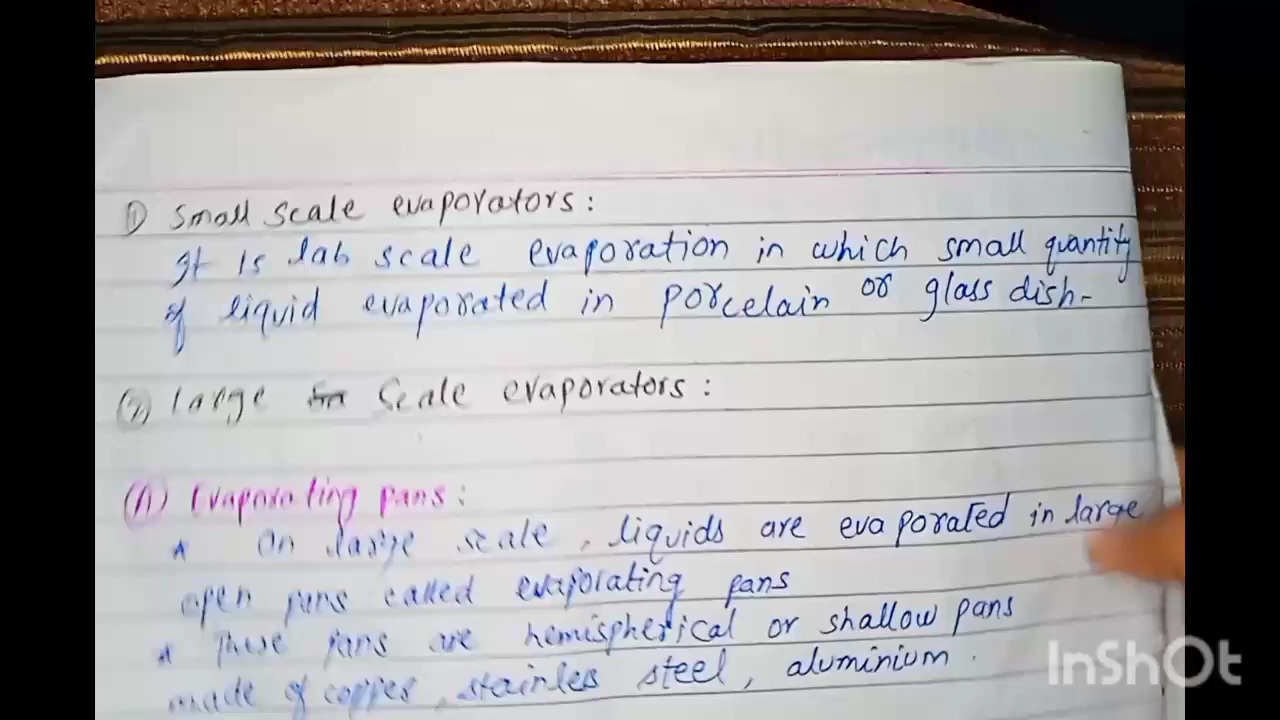 ① Small scale evaporators:
It is lab scale evaporation in which small quantity
of liquid evaporated in porcelain or glass dish-
(2) Large scale evaporators:
(A) Evaporating pans:
* On large scale, liquids are evaporated in large
open pans called evaporating pans
* These pans are hemispherical or shallow pans
made of copper, stainless steel, aluminium.
InShOt